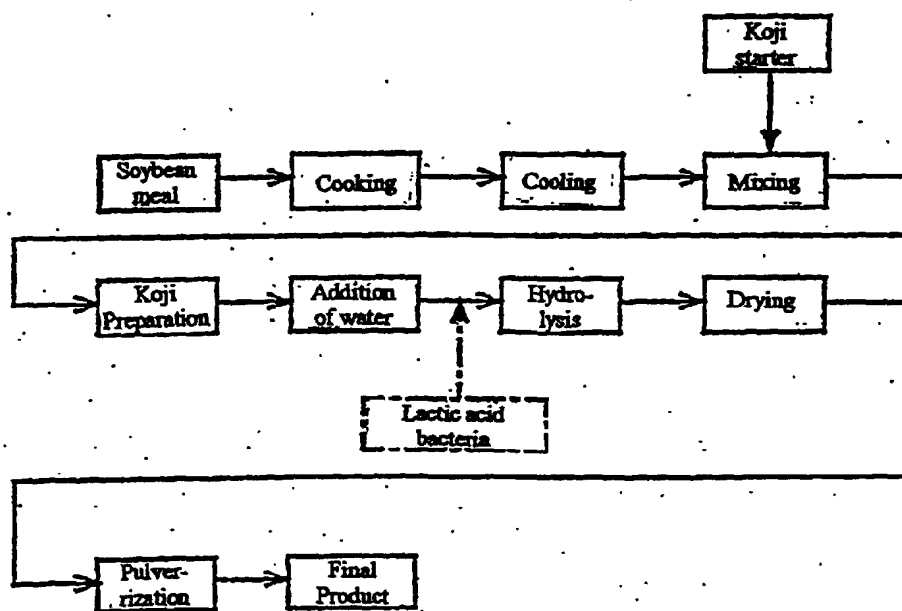 Koji
starter
Soybean
meal
Cooking
Cooling
Mixing
Koji
Preparation
Addition
of water
Hydro-
lysis
Drying
Lactic acid
bacteria
Pulver-
rization
Final
Product